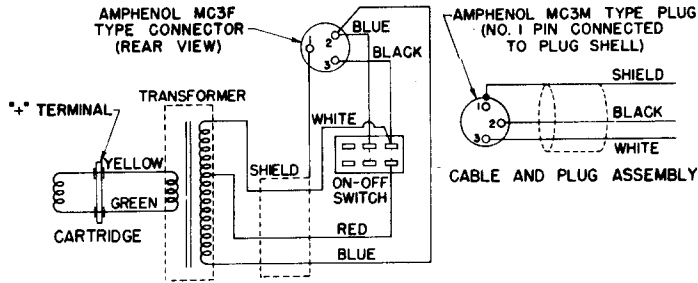 AMPHENOL MC3F
TYPE CONNECTOR
(REAR VIEW)
1
2
3
BLUE
BLACK
AMPHENOL MC3M TYPE PLUG
(NO. 1 PIN CONNECTED
TO PLUG SHELL)
SHIELD
1
2
3
BLACK
WHITE
CABLE AND PLUG ASSEMBLY
"+" TERMINAL
TRANSFORMER
WHITE
YELLOW
SHIELD
ON-OFF
SWITCH
GREEN
RED
CARTRIDGE
BLUE